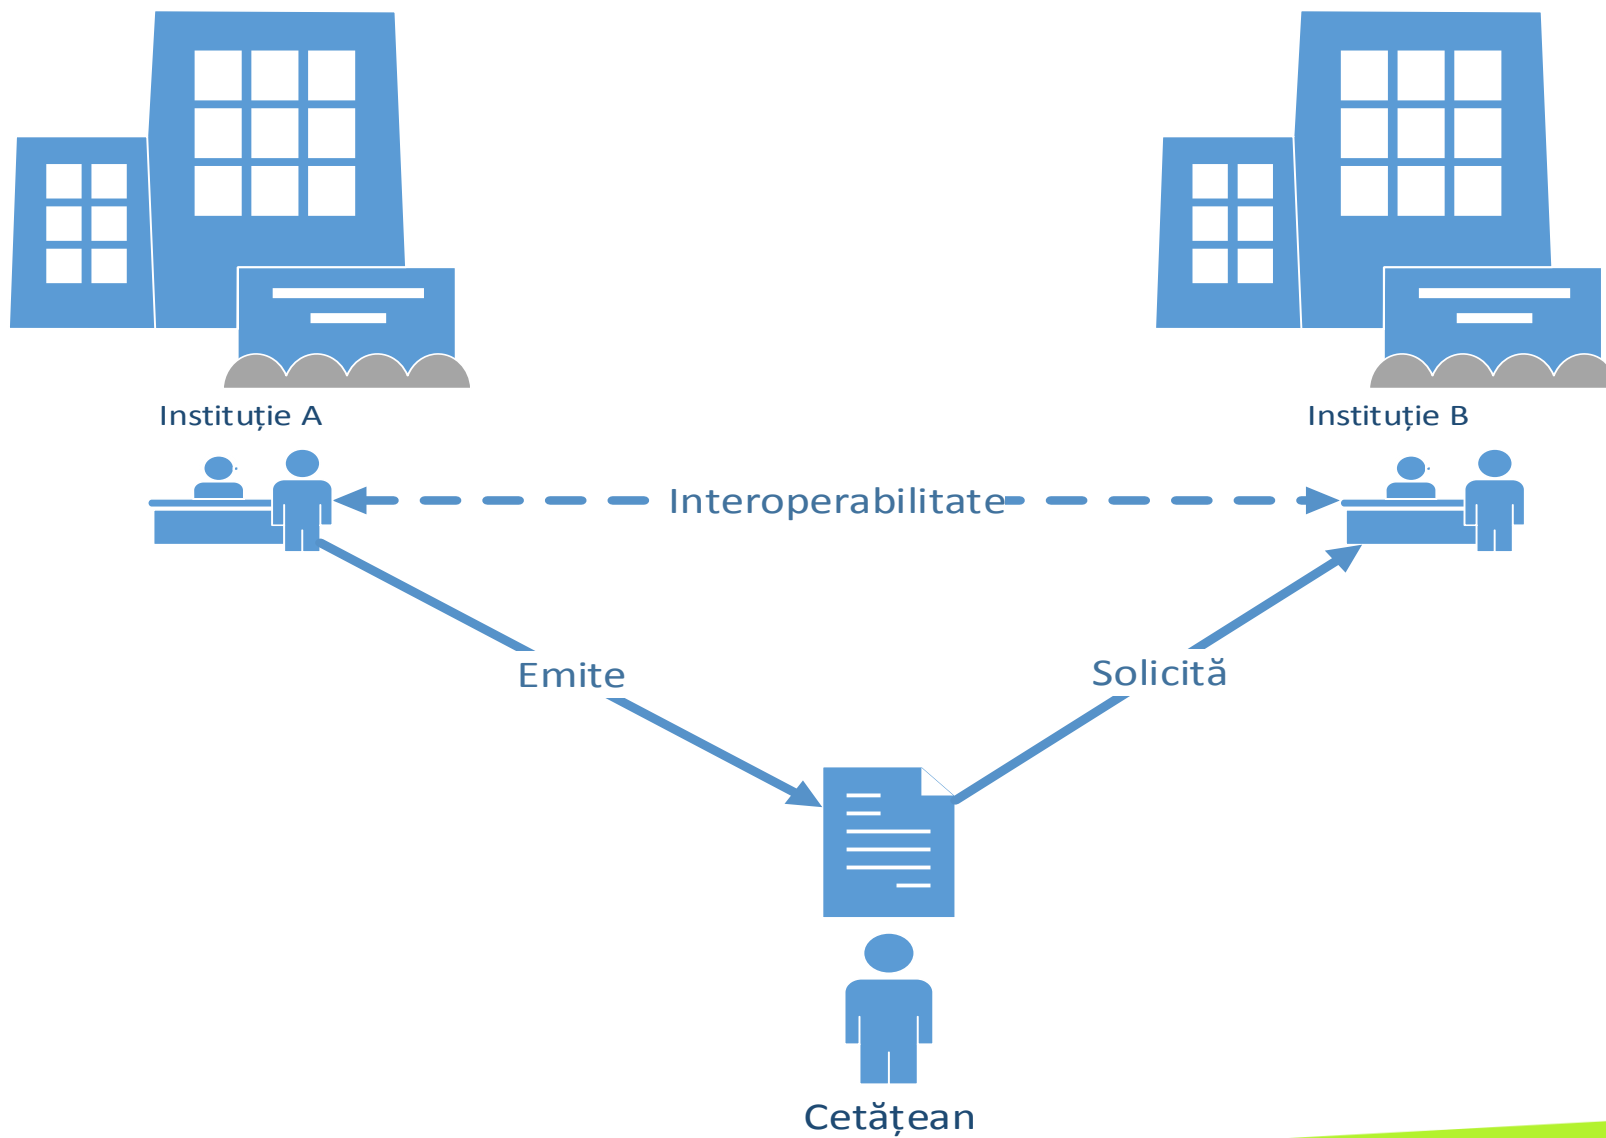 Instituție A
Instituție B
Interoperabilitate
Emite
Solicită
Cetățean